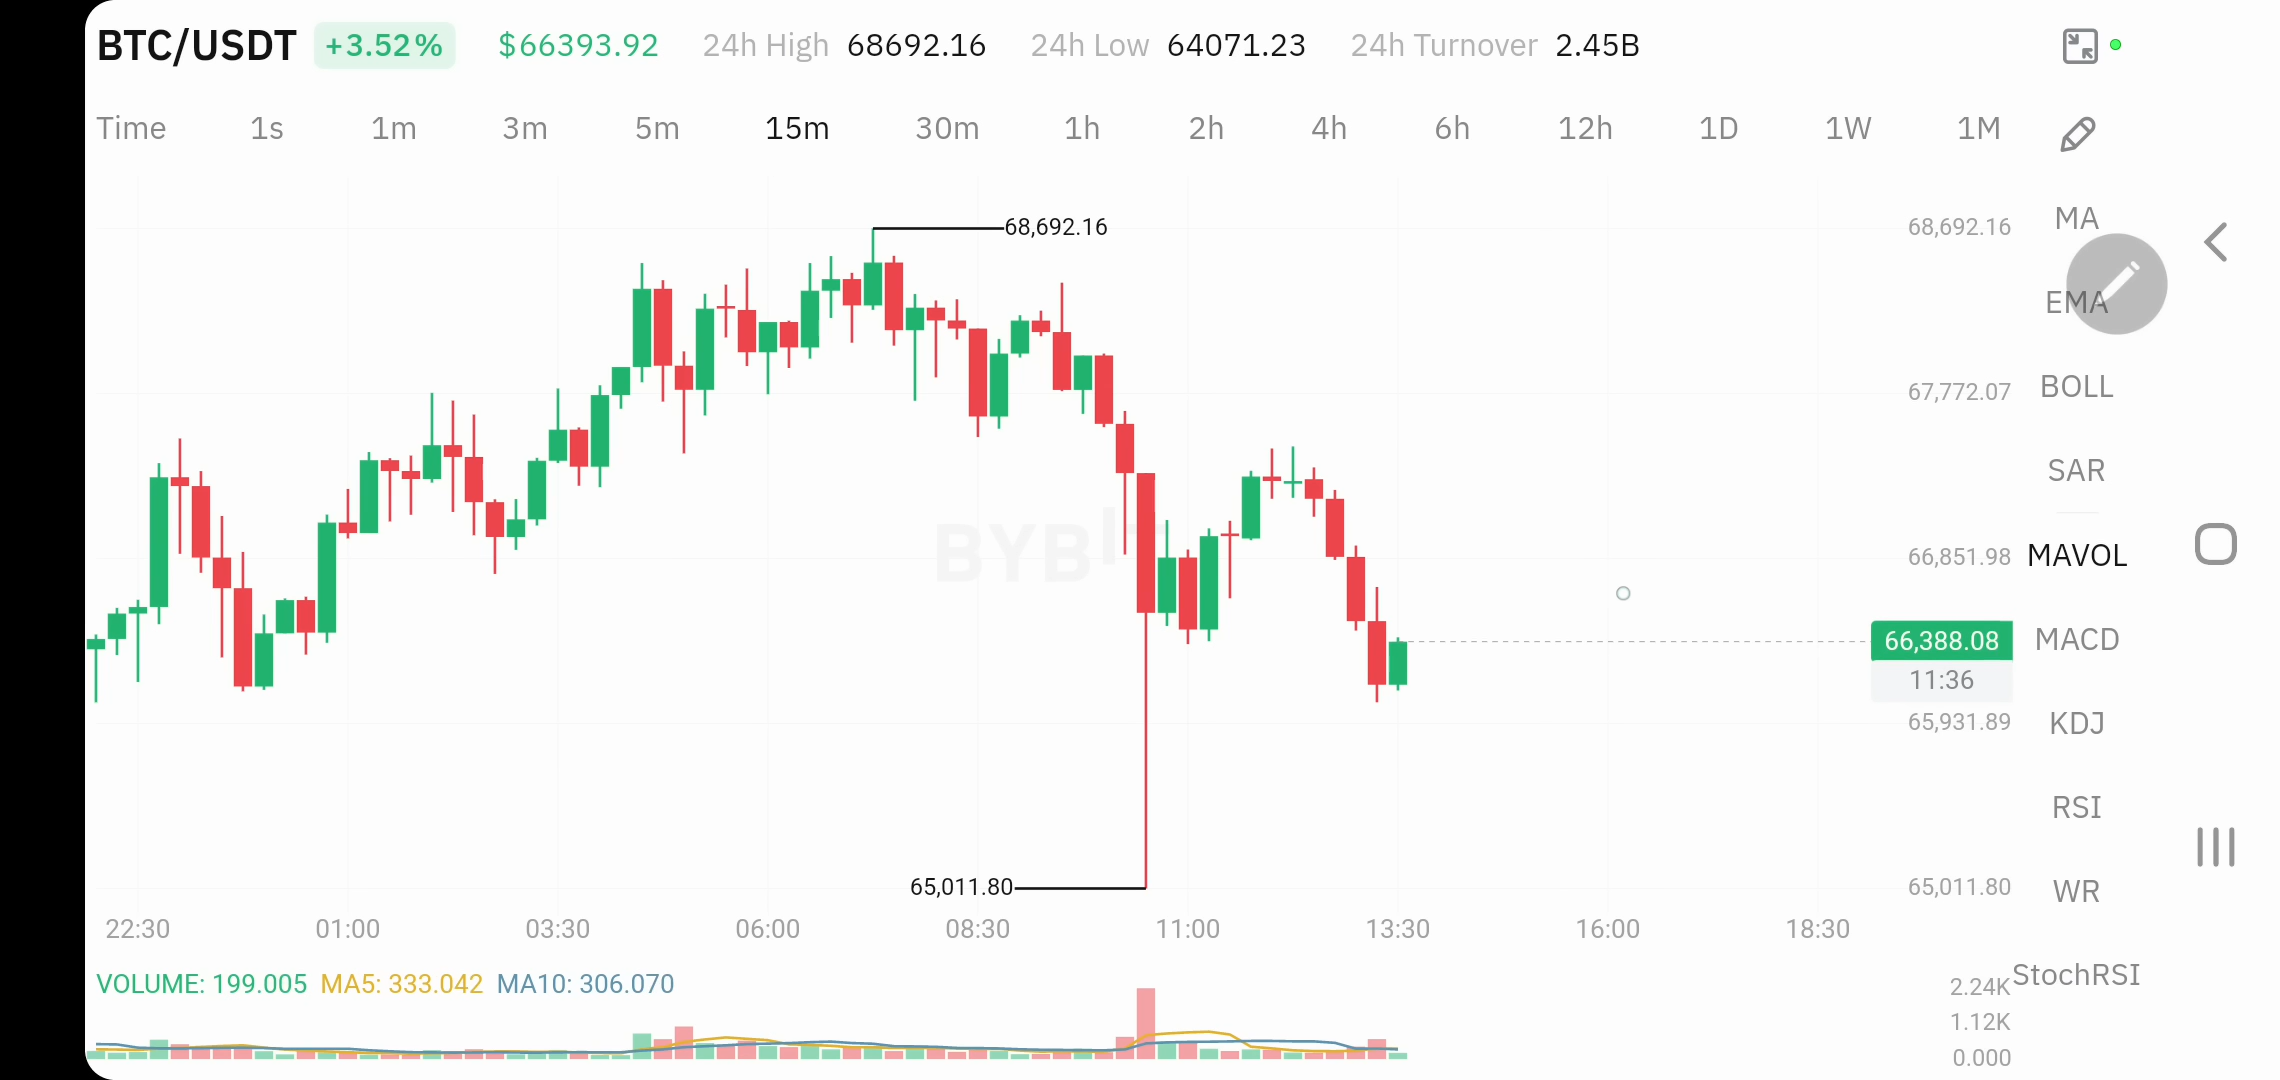 BTC/USDT +3.52% $66393.92 24h High 68692.16 24h Low 64071.23 24h Turnover 2.45B
Time 1s 1m 3m 5m 15m 30m 1h 2h 4h 6h 12h 1D 1W 1M
68,692.16 68,692.16 MA
EMA
67,772.07 BOLL
SAR
BYBIT
66,851.98 MAVOL
66,388.08 MACD
11:36
65,931.89 KDJ
RSI
65,011.80 65,011.80 WR
22:30 01:00 03:30 06:00 08:30 11:00 13:30 16:00 18:30
VOLUME: 199.005 MA5: 333.042 MA10: 306.070 2.24K StochRSI
1.12K
0.000